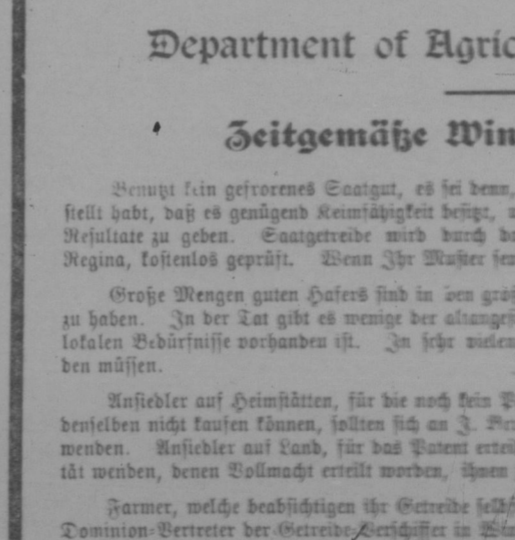 Department of Agric
Zeitgemäße Win
Benutzt kein gefrorenes Saatgut, es sei denn,
stellt habt, daß es genügend Keimfähigkeit besitzt,
Resultate zu geben. Saatgetreide wird durch
Regina, kostenlos geprüft. Wenn Ihr Muster
Große Mengen guten Hafers sind in den
zu haben. In der Tat gibt es wenige der
lokalen Bedürfnisse vorhanden ist. In sehr vielen
den müssen.
Ansiedler auf Heimstätten, für die noch kein P
denselben nicht kaufen können, sollten sich an J.
wenden. Ansiedler auf Land, für das Patent erteil
tät wenden, denen Vollmacht erteilt worden, ihnen
Farmer, welche beabsichtigen ihr Getreide
Dominion-Vertreter der Getreide-Verschiffer in Win